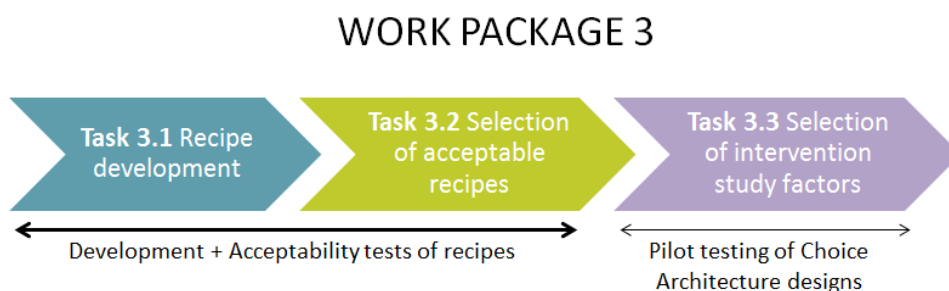 WORK PACKAGE 3
Task 3.1 Recipe
development
Task 3.2 Selection
of acceptable
recipes
Task 3.3 Selection
of intervention
study factors
Development + Acceptability tests of recipes
Pilot testing of Choice
Architecture designs